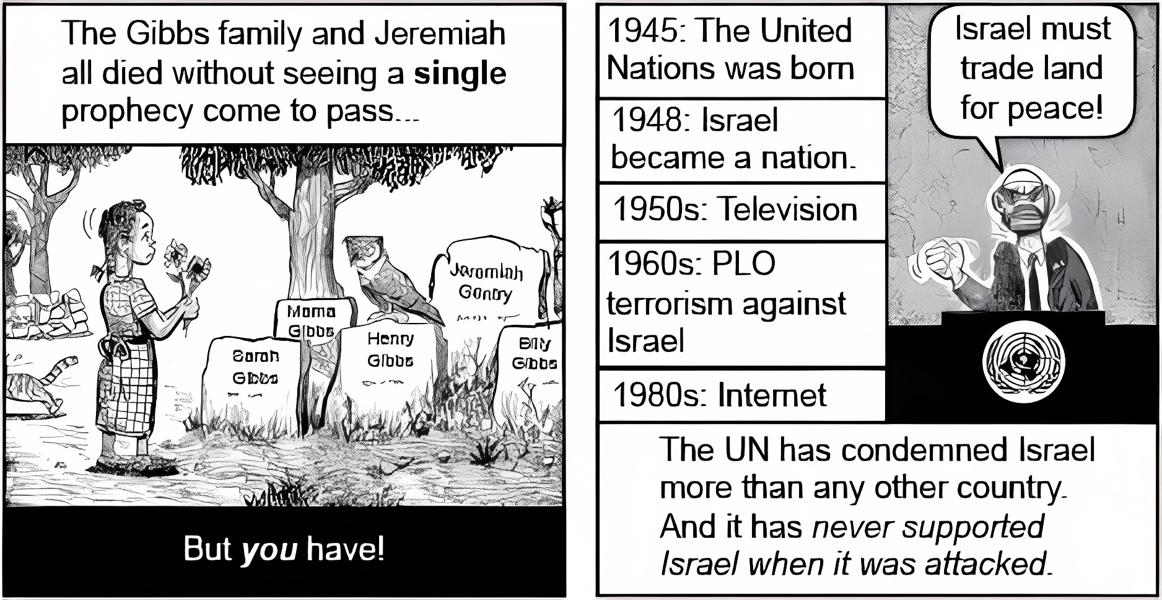 The Gibbs family and Jeremiah
all died without seeing a single
prophecy come to pass...
Jeremiah
Gentry
Mama
Gibbs
Sarah
Gibbs
Henry
Gibbs
Billy
Gibbs
But you have!
1945: The United
Nations was born
1948: Israel
became a nation.
1950s: Television
1960s: PLO
terrorism against
Israel
1980s: Internet
Israel must
trade land
for peace!
The UN has condemned Israel
more than any other country.
And it has never supported
Israel when it was attacked.